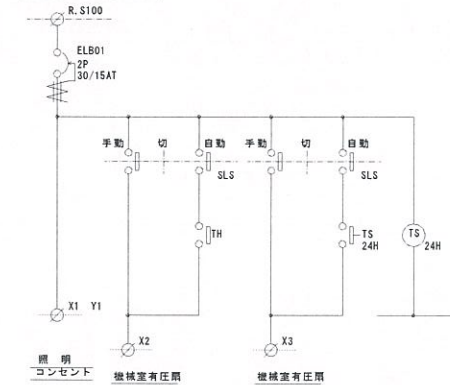 R.S100
ELB01
2P
30/15AT
手動 切 自動 手動 切 自動
SLS SLS
TH TS TS
24H 24H
X1 Y1
X2 X3
照 明
コンセント 機械室有圧扇 機械室有圧扇